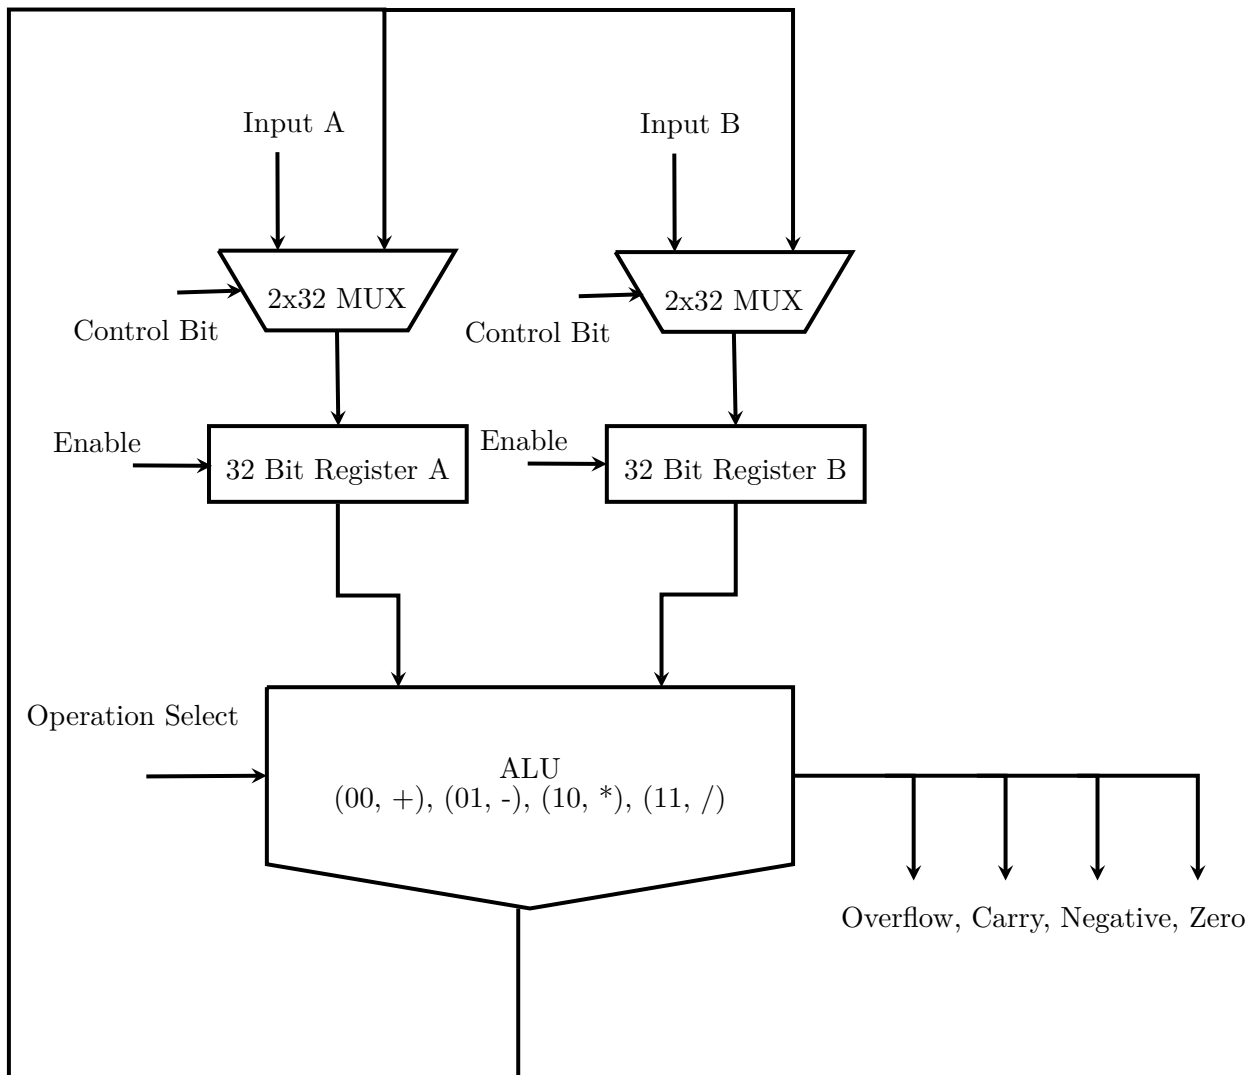 Input A
Input B
2x32 MUX
2x32 MUX
Control Bit
Control Bit
Enable
Enable
32 Bit Register A
32 Bit Register B
Operation Select
ALU
(00, +), (01, -), (10, *), (11, /)
Overflow, Carry, Negative, Zero